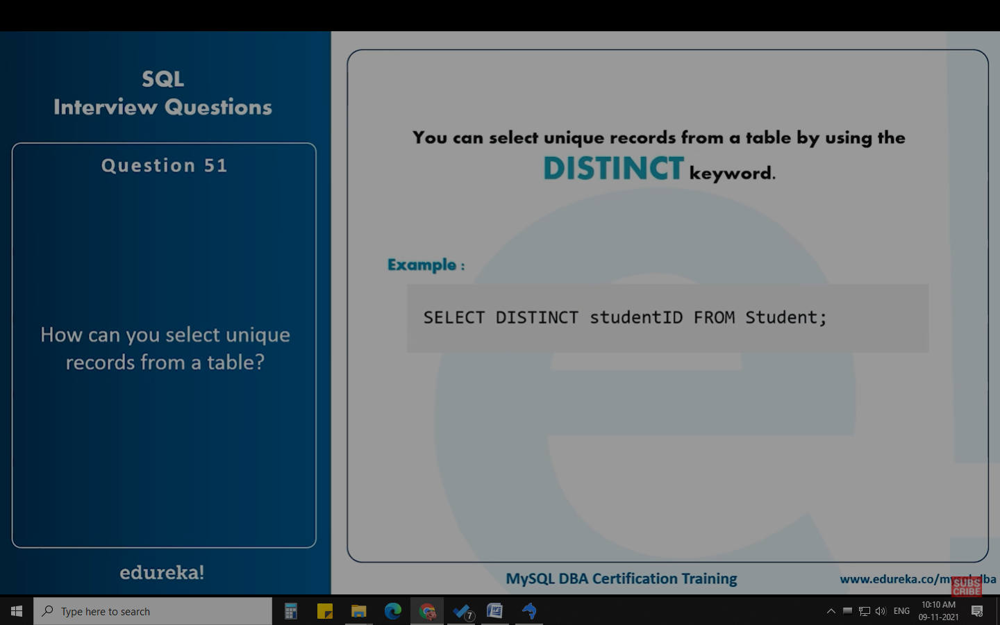 SQL
Interview Questions
Question 51
How can you select unique
records from a table?
edureka!
You can select unique records from a table by using the
DISTINCT keyword.
Example :
SELECT DISTINCT studentID FROM Student;
MySQL DBA Certification Training
www.edureka.co/mysql-dba
SUBS
CRIBE
Type here to search
7
ENG
10:10 AM
09-11-2021